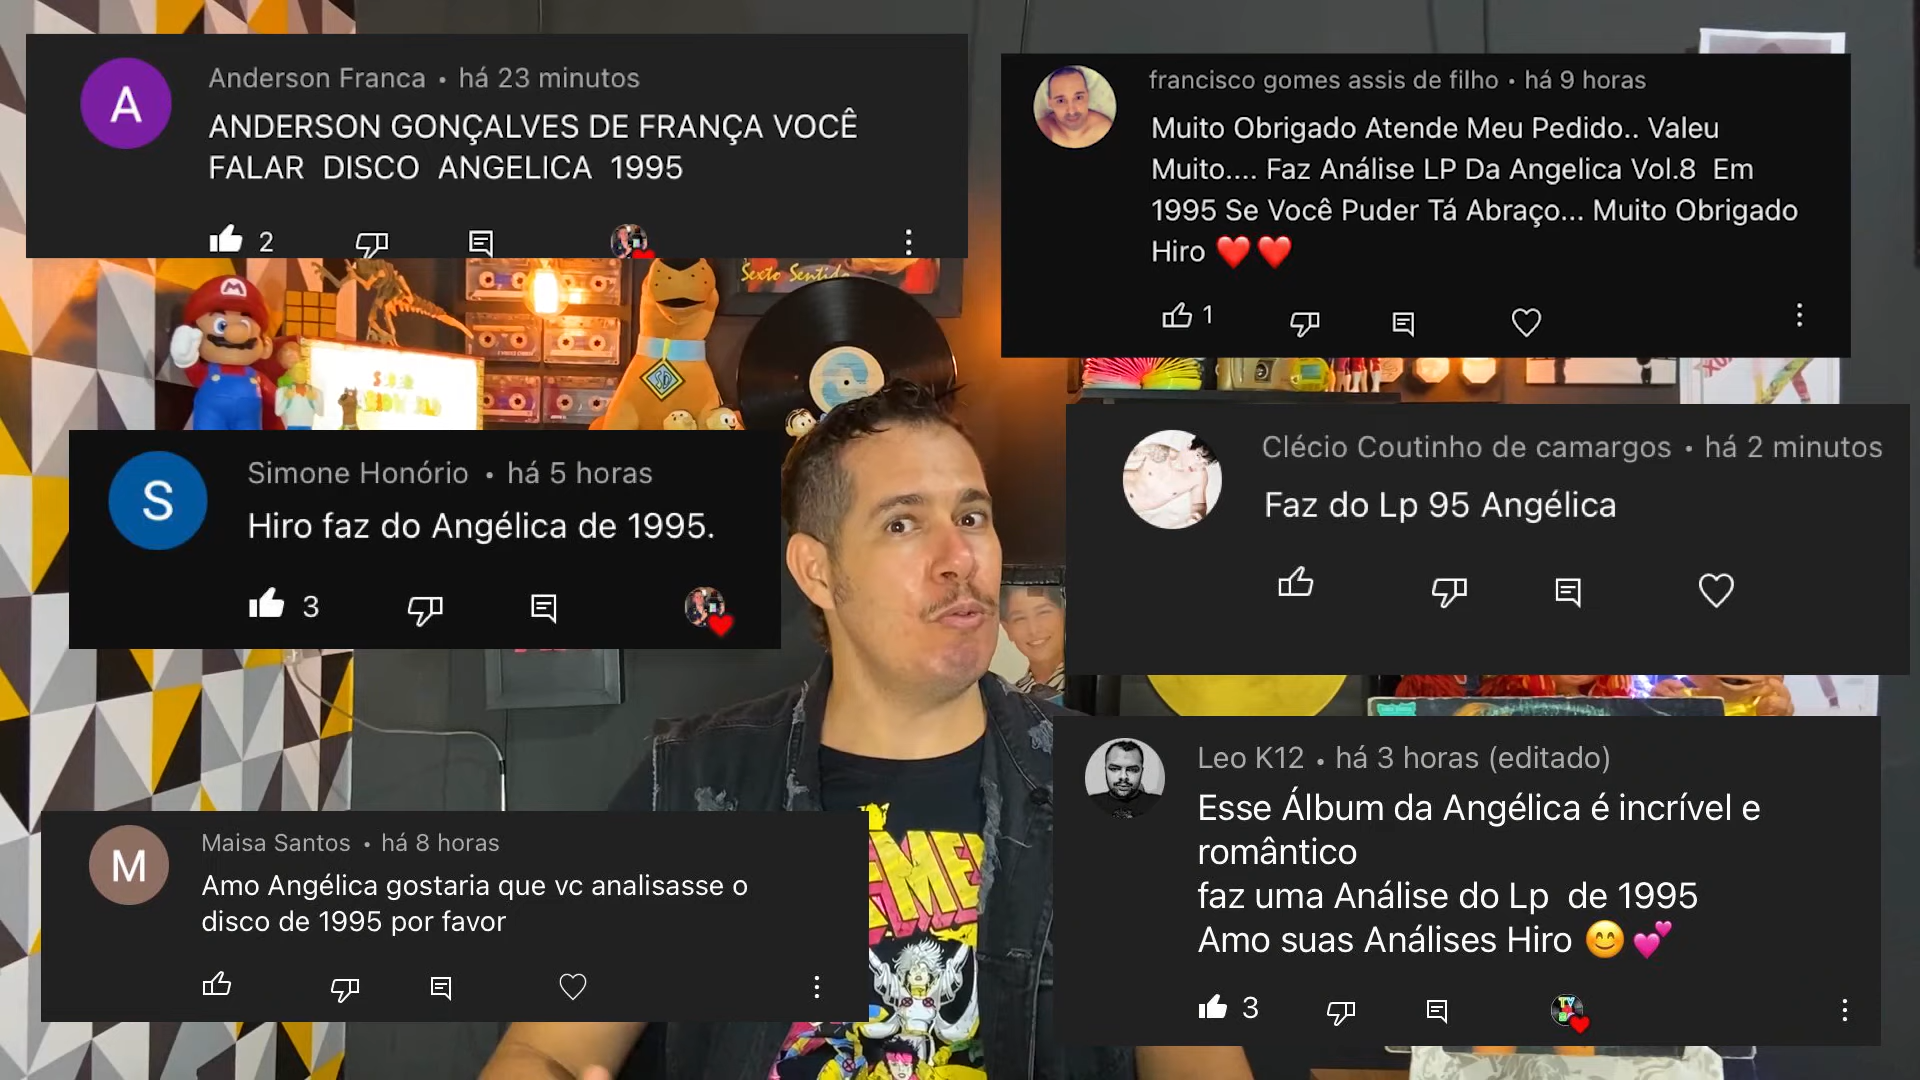 A
Anderson Franca • há 23 minutos
ANDERSON GONÇALVES DE FRANÇA VOCÊ
FALAR DISCO ANGELICA 1995
2
francisco gomes assis de filho • há 9 horas
Muito Obrigado Atende Meu Pedido.. Valeu
Muito.... Faz Análise LP Da Angelica Vol.8 Em
1995 Se Você Puder Tá Abraço... Muito Obrigado
Hiro ❤️❤️
1
Sexto Sentido
M
SD
S
Simone Honório • há 5 horas
Hiro faz do Angélica de 1995.
3
Clécio Coutinho de camargos • há 2 minutos
Faz do Lp 95 Angélica
M
Maisa Santos • há 8 horas
Amo Angélica gostaria que vc analisasse o
disco de 1995 por favor
Leo K12 • há 3 horas (editado)
Esse Álbum da Angélica é incrível e
romântico
faz uma Análise do Lp de 1995
Amo suas Análises Hiro 😊💕
3